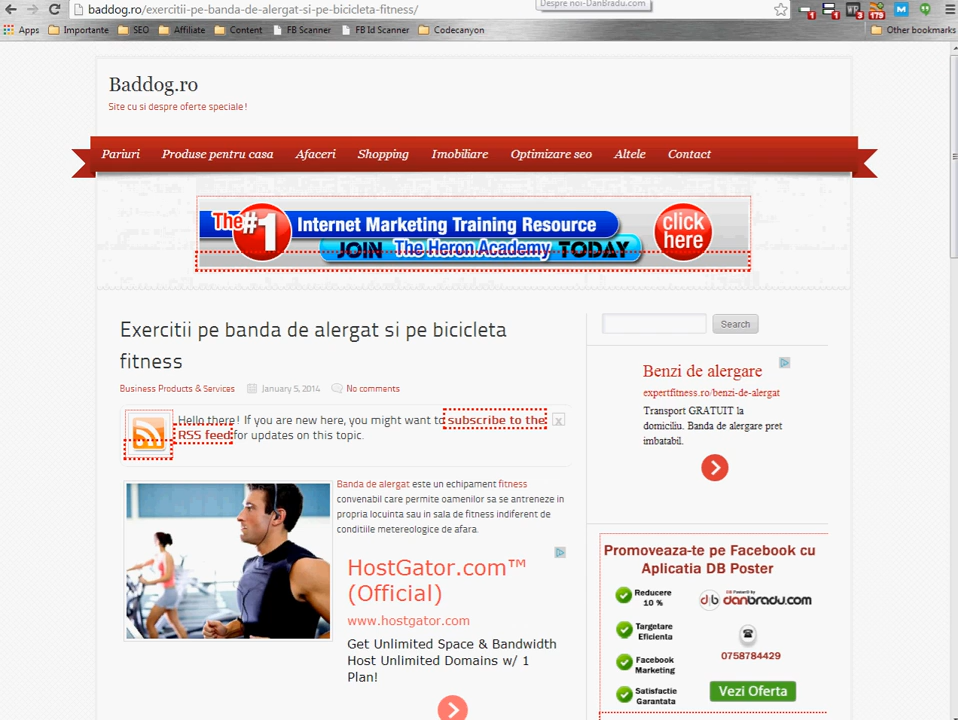 Despre noi-DanBradu.com
baddog.ro/exercitii-pe-banda-de-alergat-si-pe-bicicleta-fitness/
1 1 3 173
Apps Importante SEO Affiliate Content FB Scanner FB Id Scanner Codecanyon Other bookmarks
Baddog.ro
Site cu si despre oferte speciale!
Pariuri Produse pentru casa Afaceri Shopping Imobiliare Optimizare seo Altele Contact
The #1 Internet Marketing Training Resource
JOIN The Heron Academy TODAY
click here
Exercitii pe banda de alergat si pe bicicleta
fitness
Business Products & Services January 5, 2014 No comments
Hello there! If you are new here, you might want to subscribe to the x
RSS feed for updates on this topic.
Banda de alergat este un echipament fitness
convenabil care permite oamenilor sa se antreneze in
propria locuinta sau in sala de fitness indiferent de
conditiile metereologice de afara.
HostGator.com™
(Official)
www.hostgator.com
Get Unlimited Space & Bandwidth
Host Unlimited Domains w/ 1
Plan!
Search
Benzi de alergare
expertfitness.ro/benzi-de-alergat
Transport GRATUIT la
domiciliu. Banda de alergare pret
imbatabil.
Promoveaza-te pe Facebook cu
Aplicatia DB Poster
Reducere
10 %
Targetare
Eficienta
Facebook
Marketing
Satisfactie
Garantata
d|b danbradu.com
0758784429
Vezi Oferta